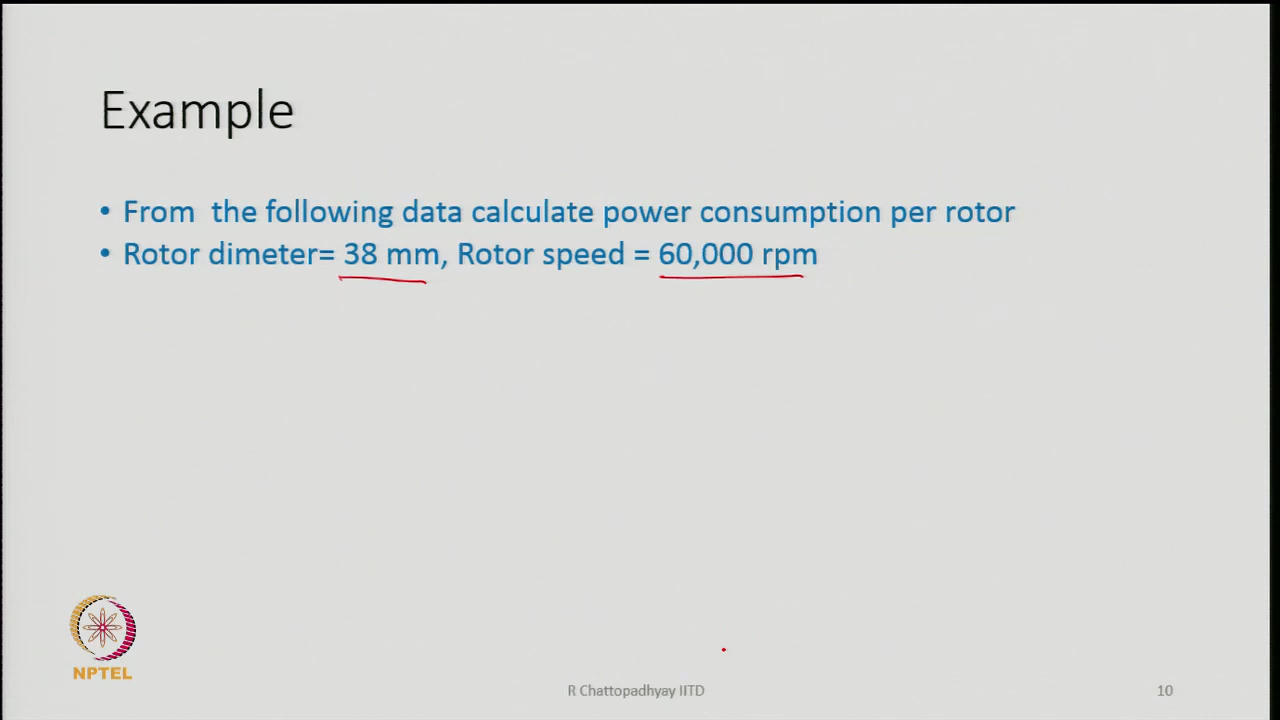 Example
• From the following data calculate power consumption per rotor
• Rotor dimeter= 38 mm, Rotor speed = 60,000 rpm
NPTEL
R Chattopadhyay IITD
10